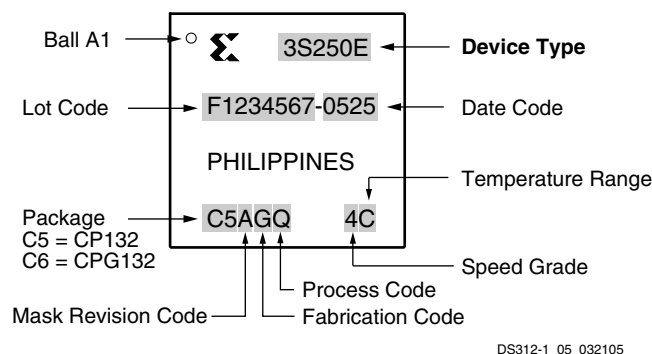 Ball A1
3S250E
Device Type
Lot Code
F1234567-0525
Date Code
PHILIPPINES
Temperature Range
Package
C5 = CP132
C6 = CPG132
C5AGQ
4C
Speed Grade
Process Code
Mask Revision Code
Fabrication Code
DS312-1_05_032105